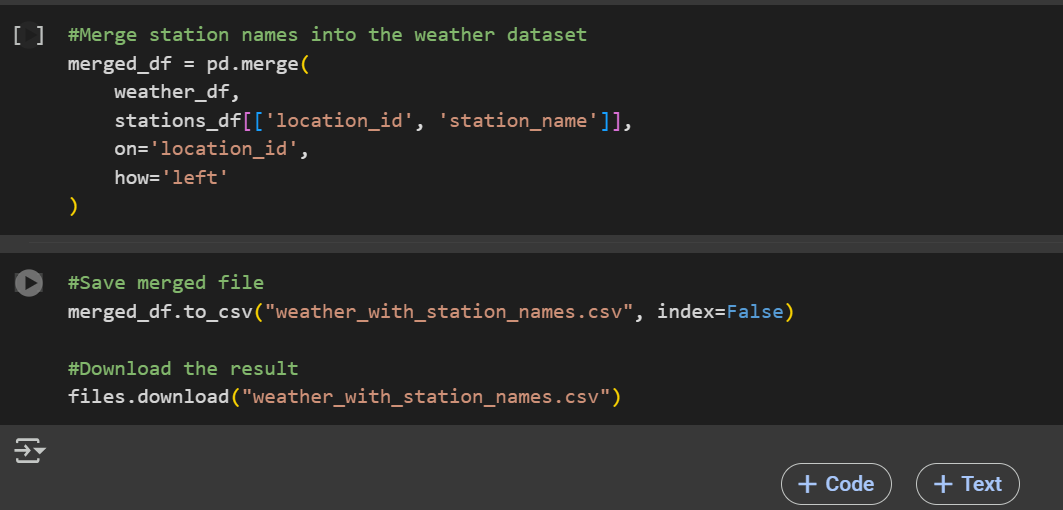 [ ] #Merge station names into the weather dataset
merged_df = pd.merge(
    weather_df,
    stations_df[['location_id', 'station_name']],
    on='location_id',
    how='left'
)
#Save merged file
merged_df.to_csv("weather_with_station_names.csv", index=False)
#Download the result
files.download("weather_with_station_names.csv")
+ Code + Text